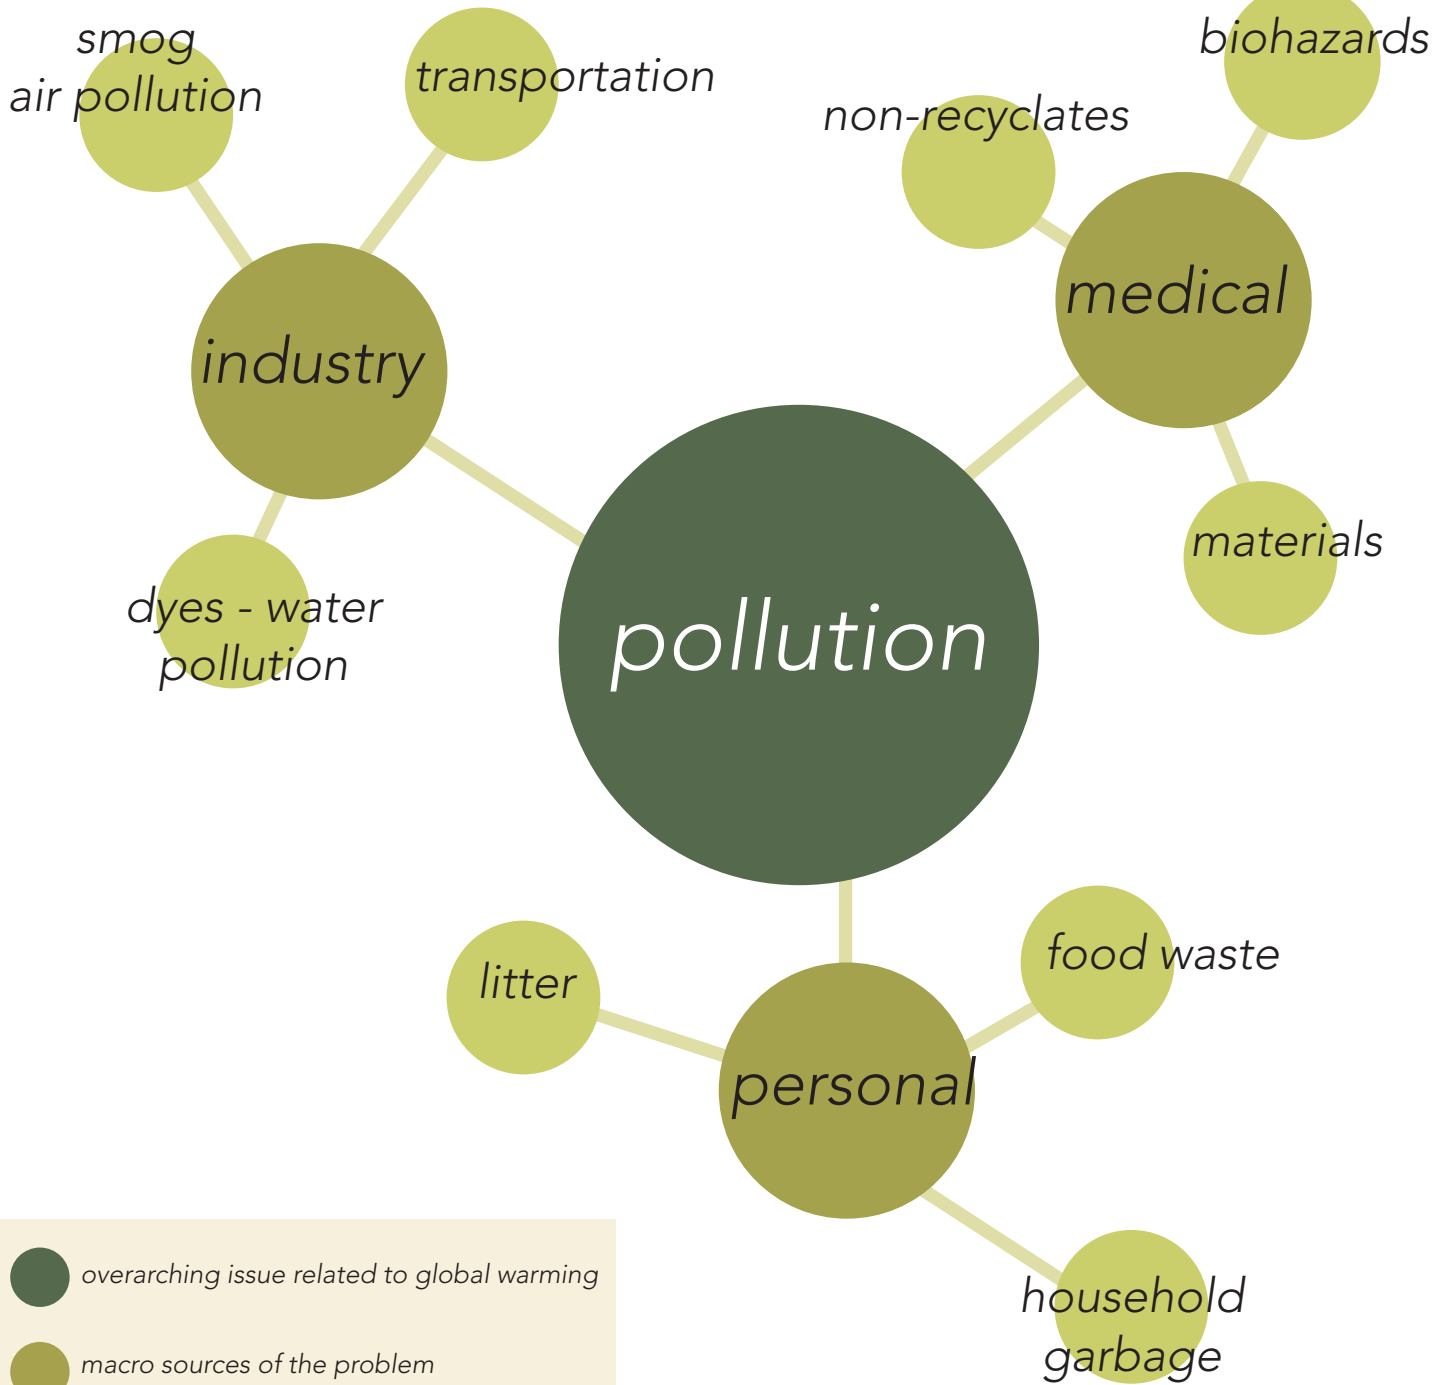 smog
air pollution
transportation
biohazards
non-recyclates
medical
industry
materials
dyes - water
pollution
pollution
litter
food waste
personal
household
garbage
overarching issue related to global warming
macro sources of the problem